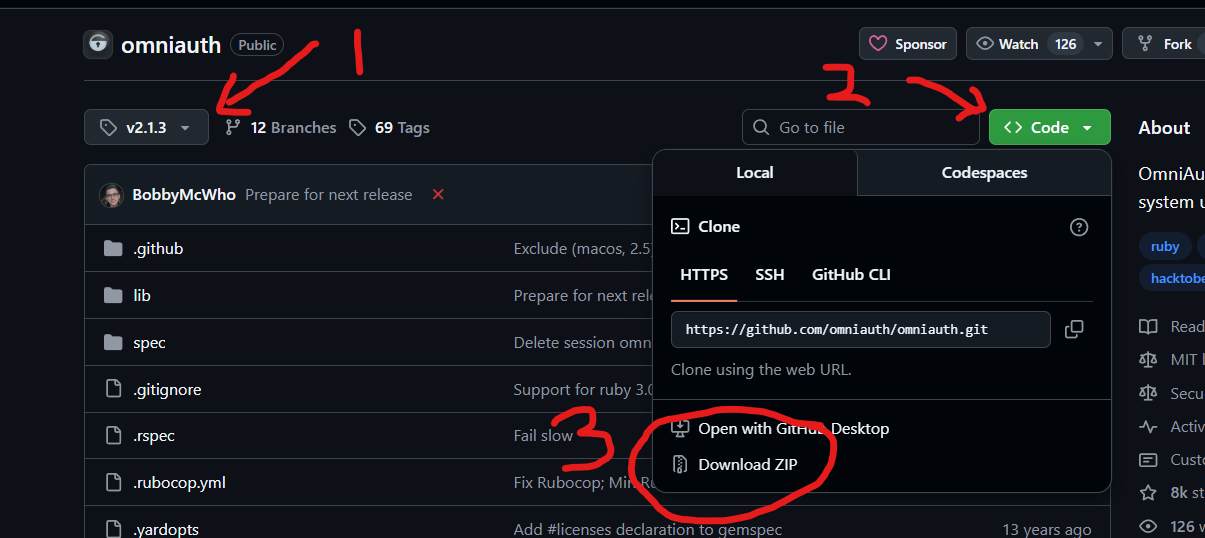 omniauth Public
1
Sponsor
Watch 126
Fork
v2.1.3
12 Branches
69 Tags
2
Go to file
Code
About
Local
Codespaces
OmniAu
system u
BobbyMcWho Prepare for next release
Clone
ruby
.github Exclude (macos, 2.5
HTTPS SSH GitHub CLI
hacktobe
lib Prepare for next rele
https://github.com/omniauth/omniauth.git
Read
spec Delete session omn
MIT l
Clone using the web URL.
.gitignore Support for ruby 3.0
Secu
3
Open with GitHub Desktop
Activ
.rspec Fail slow
Download ZIP
Custo
.rubocop.yml Fix Rubocop; Min Ru
8k st
.yardopts Add #licenses declaration to gemspec 13 years ago
126 w